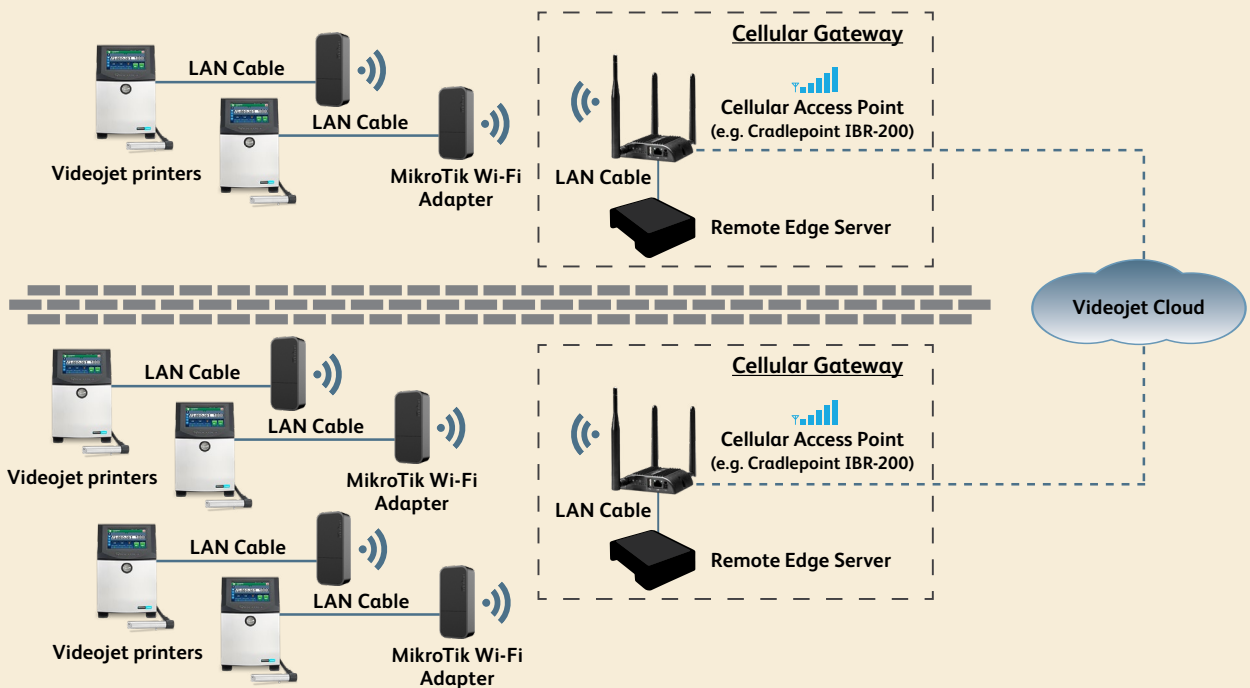 Cellular Gateway
LAN Cable
Cellular Access Point
(e.g. Cradlepoint IBR-200)
LAN Cable
Videojet printers
MikroTik Wi-Fi
Adapter
LAN Cable
Remote Edge Server
Videojet Cloud
Cellular Gateway
LAN Cable
LAN Cable
Cellular Access Point
(e.g. Cradlepoint IBR-200)
Videojet printers
MikroTik Wi-Fi
Adapter
LAN Cable
LAN Cable
Remote Edge Server
LAN Cable
Videojet printers
MikroTik Wi-Fi
Adapter